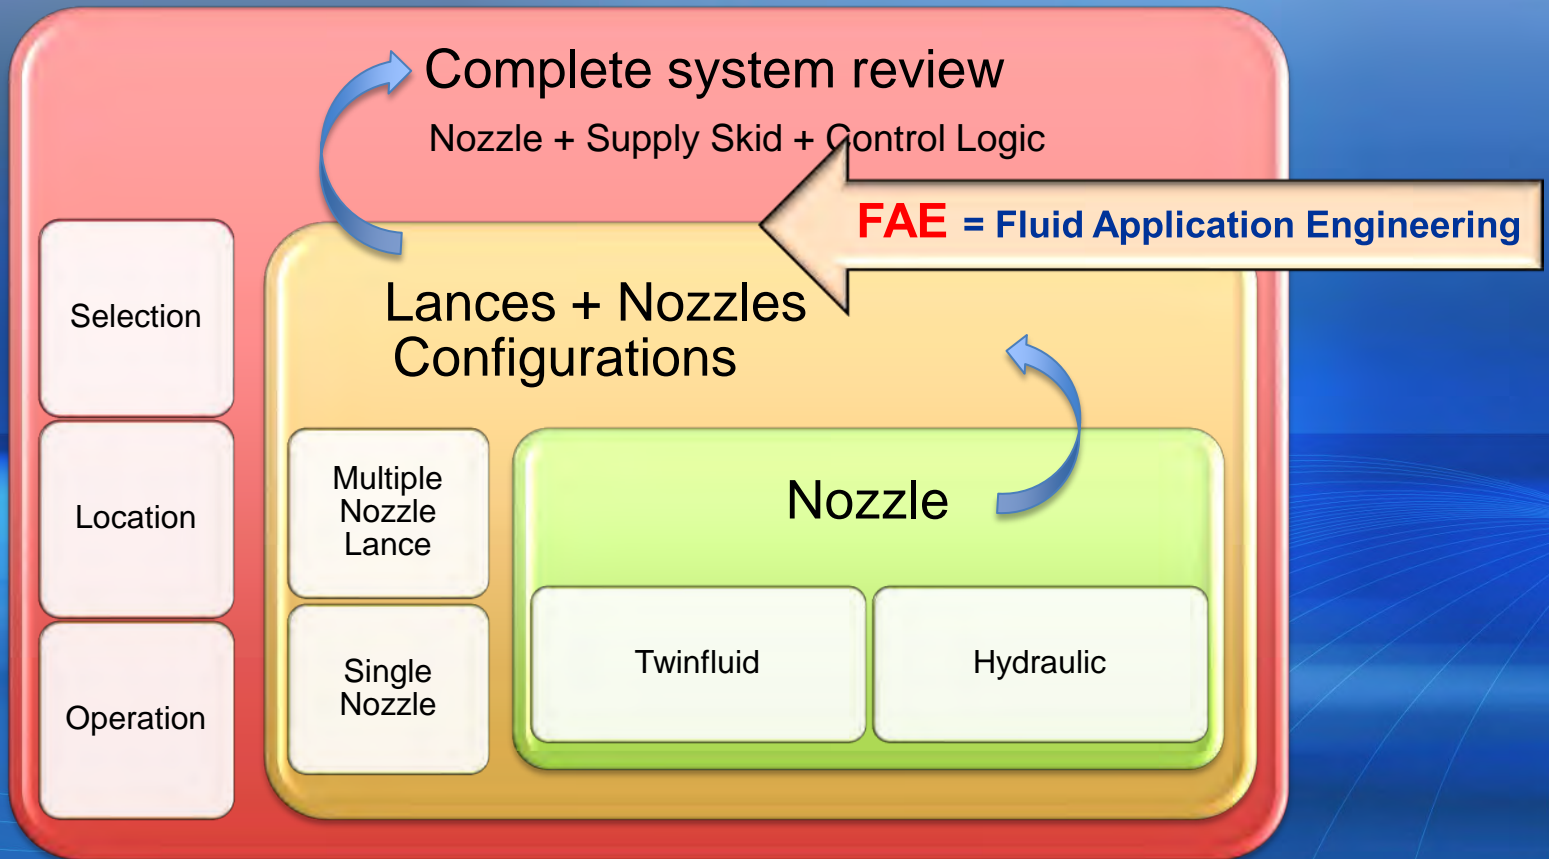 Complete system review
Nozzle + Supply Skid + Control Logic
FAE = Fluid Application Engineering
Selection
Location
Operation
Lances + Nozzles
Configurations
Multiple
Nozzle
Lance
Single
Nozzle
Nozzle
Twinfluid
Hydraulic